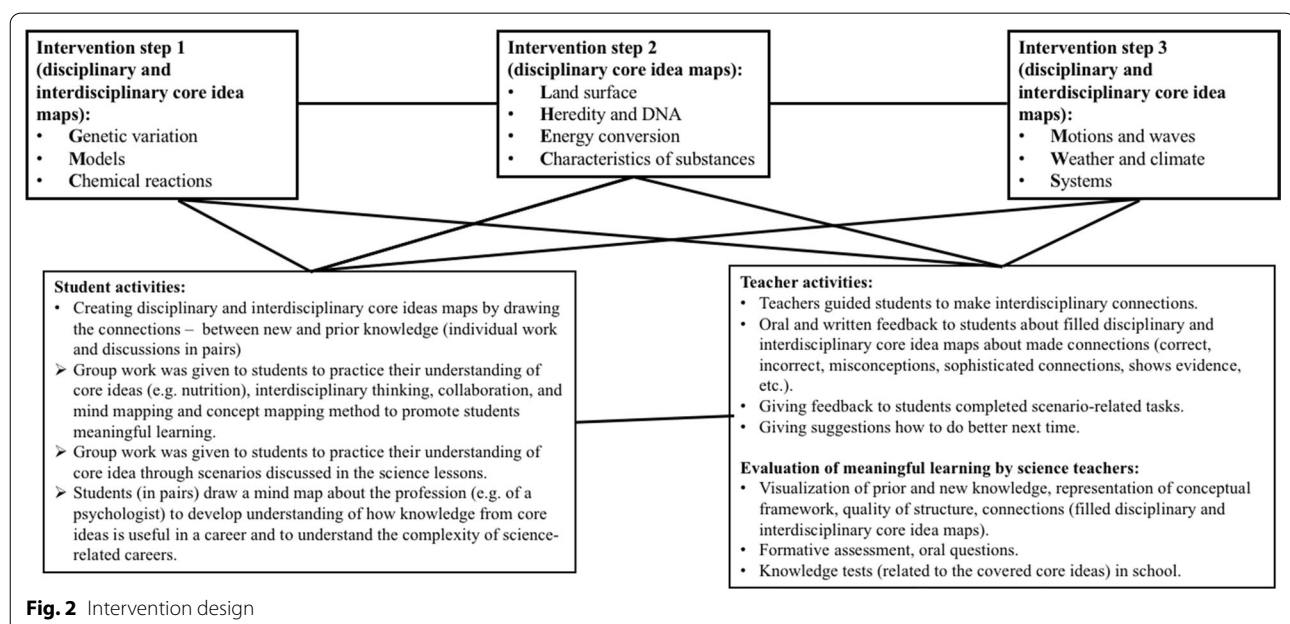 Intervention step 1
(disciplinary and
interdisciplinary core idea
maps):
• Genetic variation
• Models
• Chemical reactions
Intervention step 2
(disciplinary core idea maps):
• Land surface
• Heredity and DNA
• Energy conversion
• Characteristics of substances
Intervention step 3
(disciplinary and
interdisciplinary core idea
maps):
• Motions and waves
• Weather and climate
• Systems
Student activities:
• Creating disciplinary and interdisciplinary core ideas maps by drawing
the connections – between new and prior knowledge (individual work
and discussions in pairs)
➢ Group work was given to students to practice their understanding of
core ideas (e.g. nutrition), interdisciplinary thinking, collaboration, and
mind mapping and concept mapping method to promote students
meaningful learning.
➢ Group work was given to students to practice their understanding of
core idea through scenarios discussed in the science lessons.
➢ Students (in pairs) draw a mind map about the profession (e.g. of a
psychologist) to develop understanding of how knowledge from core
ideas is useful in a career and to understand the complexity of science-
related careers.
Teacher activities:
• Teachers guided students to make interdisciplinary connections.
• Oral and written feedback to students about filled disciplinary and
interdisciplinary core idea maps about made connections (correct,
incorrect, misconceptions, sophisticated connections, shows evidence,
etc.).
• Giving feedback to students completed scenario-related tasks.
• Giving suggestions how to do better next time.
Evaluation of meaningful learning by science teachers:
• Visualization of prior and new knowledge, representation of conceptual
framework, quality of structure, connections (filled disciplinary and
interdisciplinary core idea maps).
• Formative assessment, oral questions.
• Knowledge tests (related to the covered core ideas) in school.
Fig. 2 Intervention design